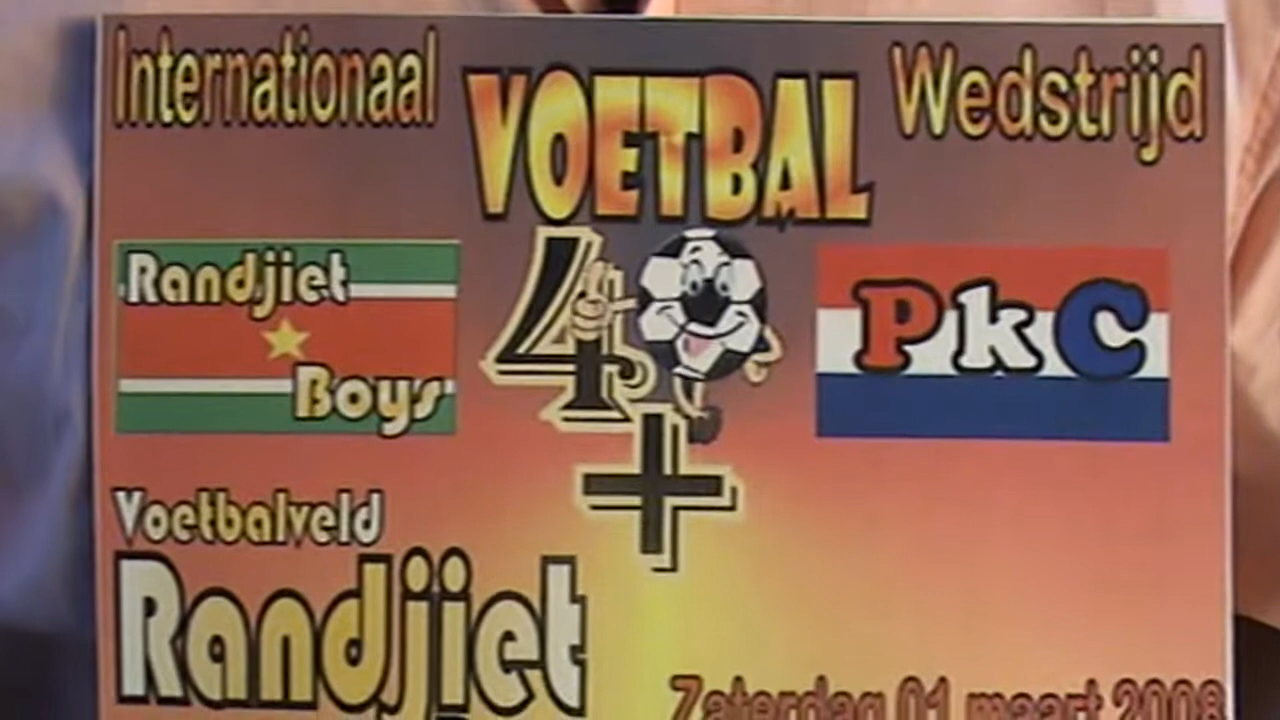 Internationaal VOETBAL Wedstrijd
Randjiet
Boys
40
+
PkC
Voetbalveld
Randjiet
Zaterdag 01 maart 2008